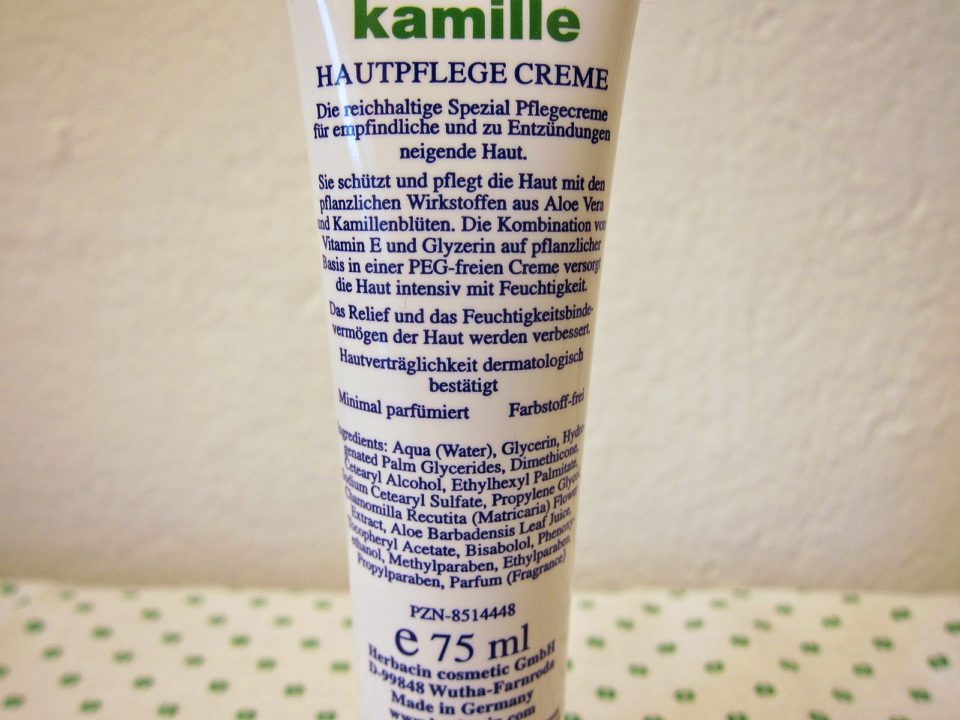 kamille
HAUTPFLEGE CREME
Die reichhaltige Spezial Pflegecreme
für empfindliche und zu Entzündungen
neigende Haut.
Sie schützt und pflegt die Haut mit den
pflanzlichen Wirkstoffen aus Aloe Vera
und Kamillenblüten. Die Kombination von
Vitamin E und Glyzerin auf pflanzlicher
Basis in einer PEG-freien Creme versorgt
die Haut intensiv mit Feuchtigkeit.
Das Relief und das Feuchtigkeitsbinde-
vermögen der Haut werden verbessert.
Hautverträglichkeit dermatologisch
bestätigt
Minimal parfümiert Farbstoff-frei
Ingredients: Aqua (Water), Glycerin, Hydro-
genated Palm Glycerides, Dimethicone,
Cetearyl Alcohol, Ethylhexyl Palmitate,
Sodium Cetearyl Sulfate, Propylene Glycol,
Chamomilla Recutita (Matricaria) Flower
Extract, Aloe Barbadensis Leaf Juice,
Tocopheryl Acetate, Bisabolol, Phenoxy-
ethanol, Methylparaben, Ethylparaben,
Propylparaben, Parfum (Fragrance)
PZN-8514448
e 75 ml
Herbacin cosmetic GmbH
D-99848 Wutha-Farnroda
Made in Germany